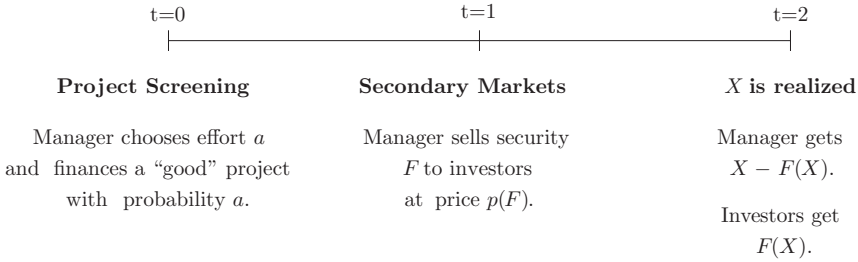 t=0
t=1
t=2
Project Screening
Manager chooses effort a
and finances a “good” project
with probability a.
Secondary Markets
Manager sells security
F to investors
at price p(F).
X is realized
Manager gets
X − F(X).
Investors get
F(X).